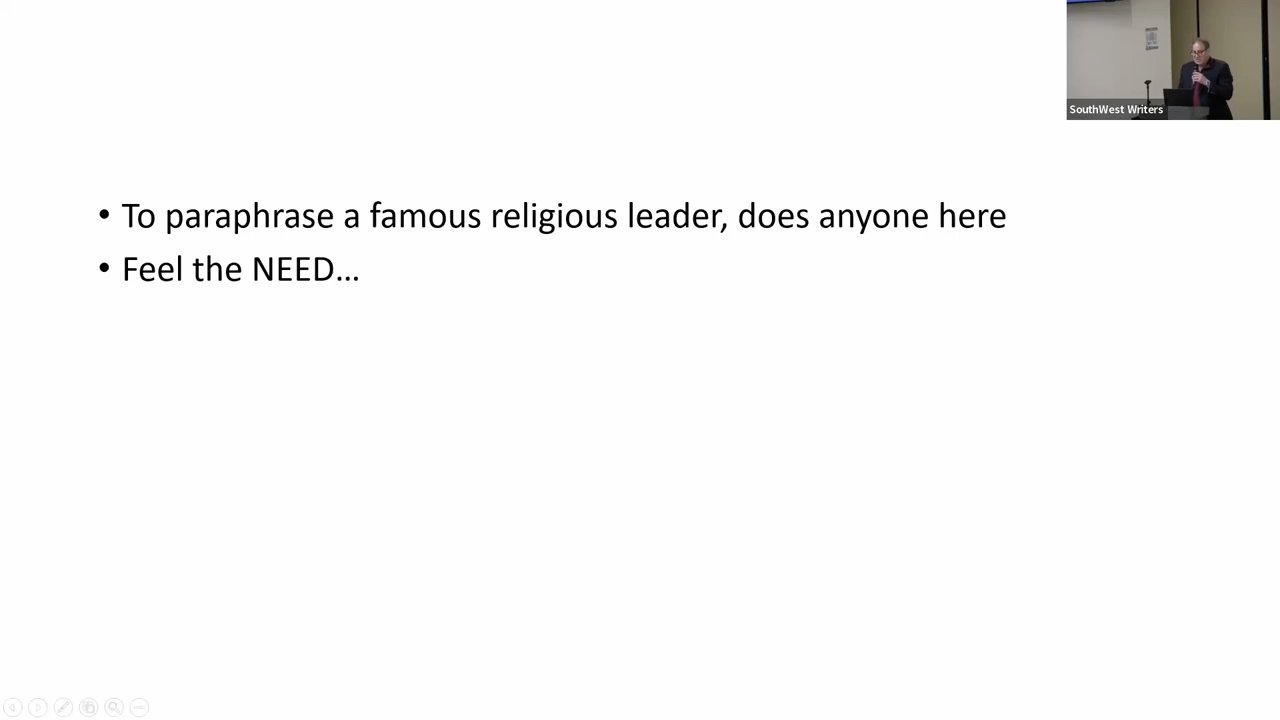 SouthWest Writers
• To paraphrase a famous religious leader, does anyone here
• Feel the NEED...